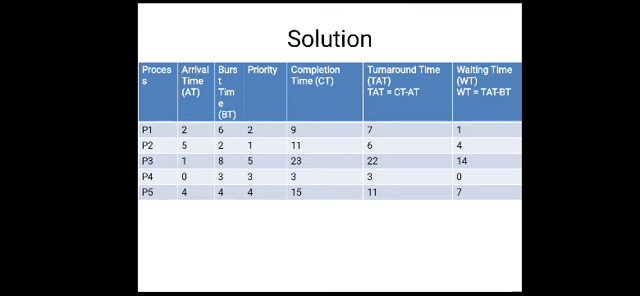 Solution
Proces Arrival Burs Priority Completion Turnaround Time Waiting Time
s Time t Time (CT) (TAT) (WT)
(AT) Tim TAT = CT-AT WT = TAT-BT
e
(BT)
P1 2 6 2 9 7 1
P2 5 2 1 11 6 4
P3 1 8 5 23 22 14
P4 0 3 3 3 3 0
P5 4 4 4 15 11 7